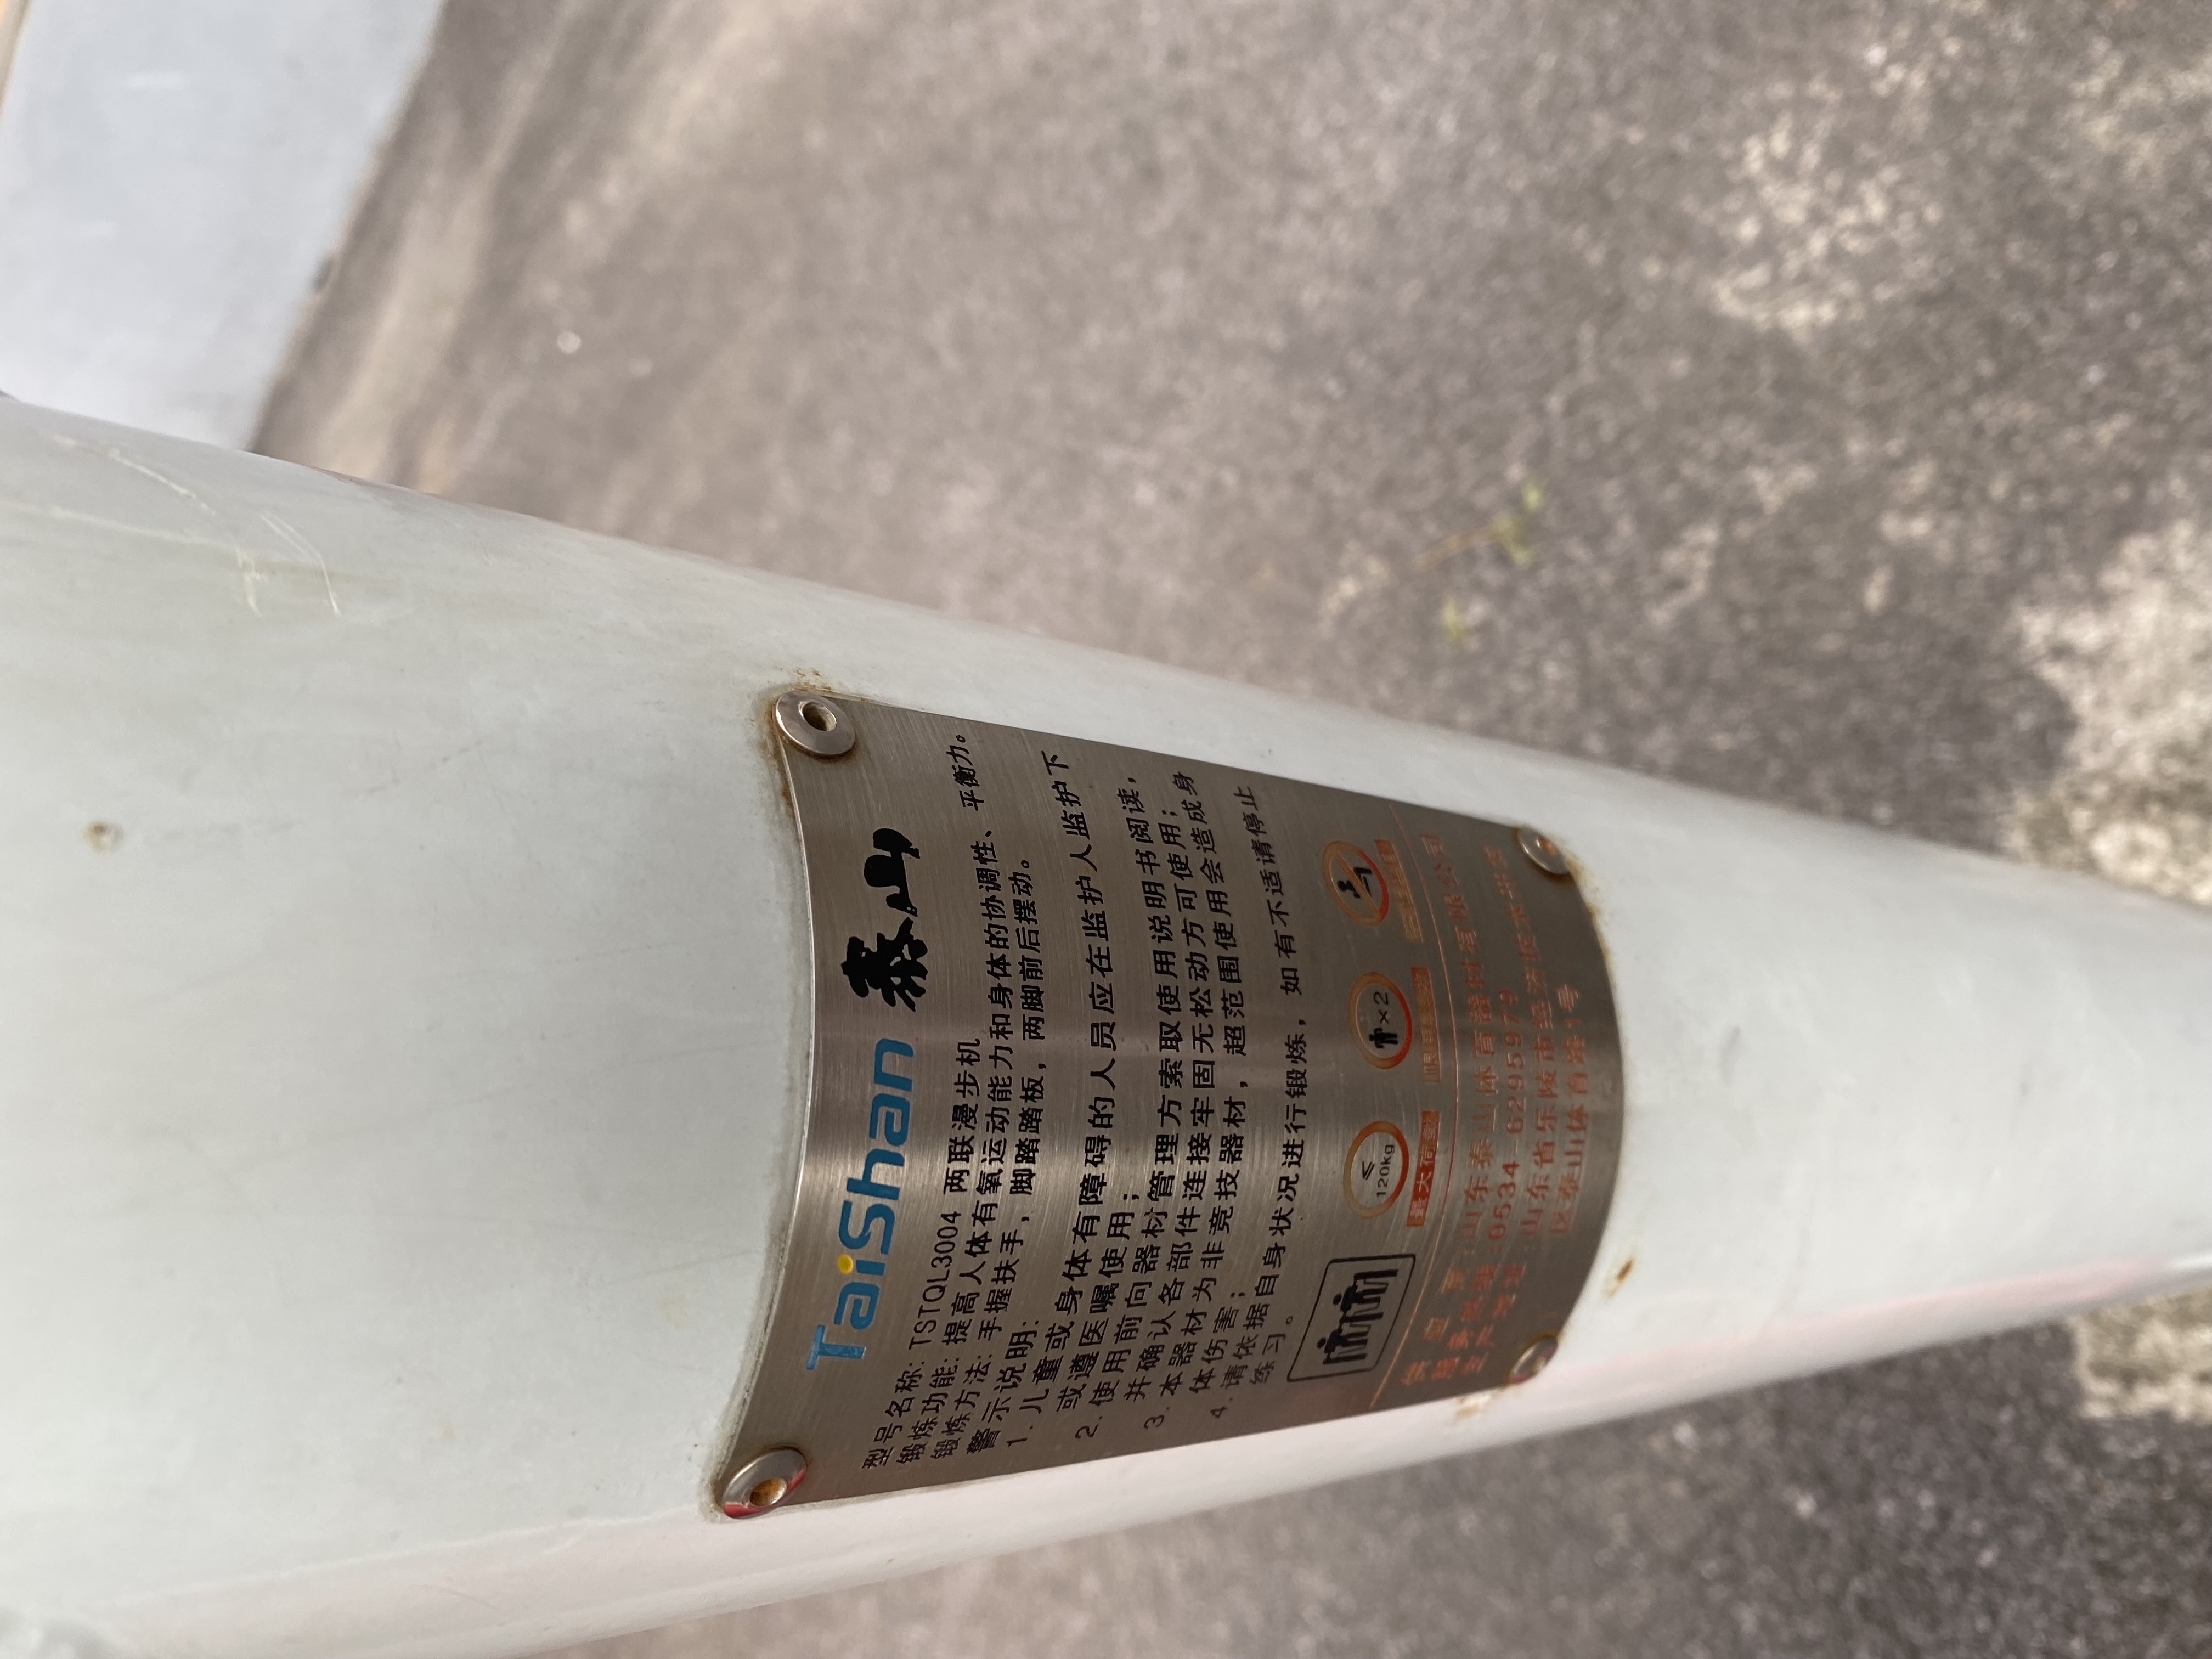 TaiShan 泰山
型号名称: TSTQL3004 两联漫步机
锻炼功能: 提高人体有氧运动能力和身体的协调性、平衡力。
锻炼方法: 手握扶手，脚踏踏板，两脚前后摆动。
警示说明:
1. 儿童或身体有障碍的人员应在监护人监护下
或遵医嘱使用；
2. 使用前向器材管理方索取使用说明书阅读，
并确认各部件连接牢固无松动方可使用；
3. 本器材为非竞技器材，超范围使用会造成身
体伤害；
4. 请依据自身状况进行锻炼，如有不适请停止
练习。
≤
120kg
×2
最大荷载
山东泰山体育器材有限公司
0534-6295979
山东省乐陵市经济开发
区泰山体育路1号